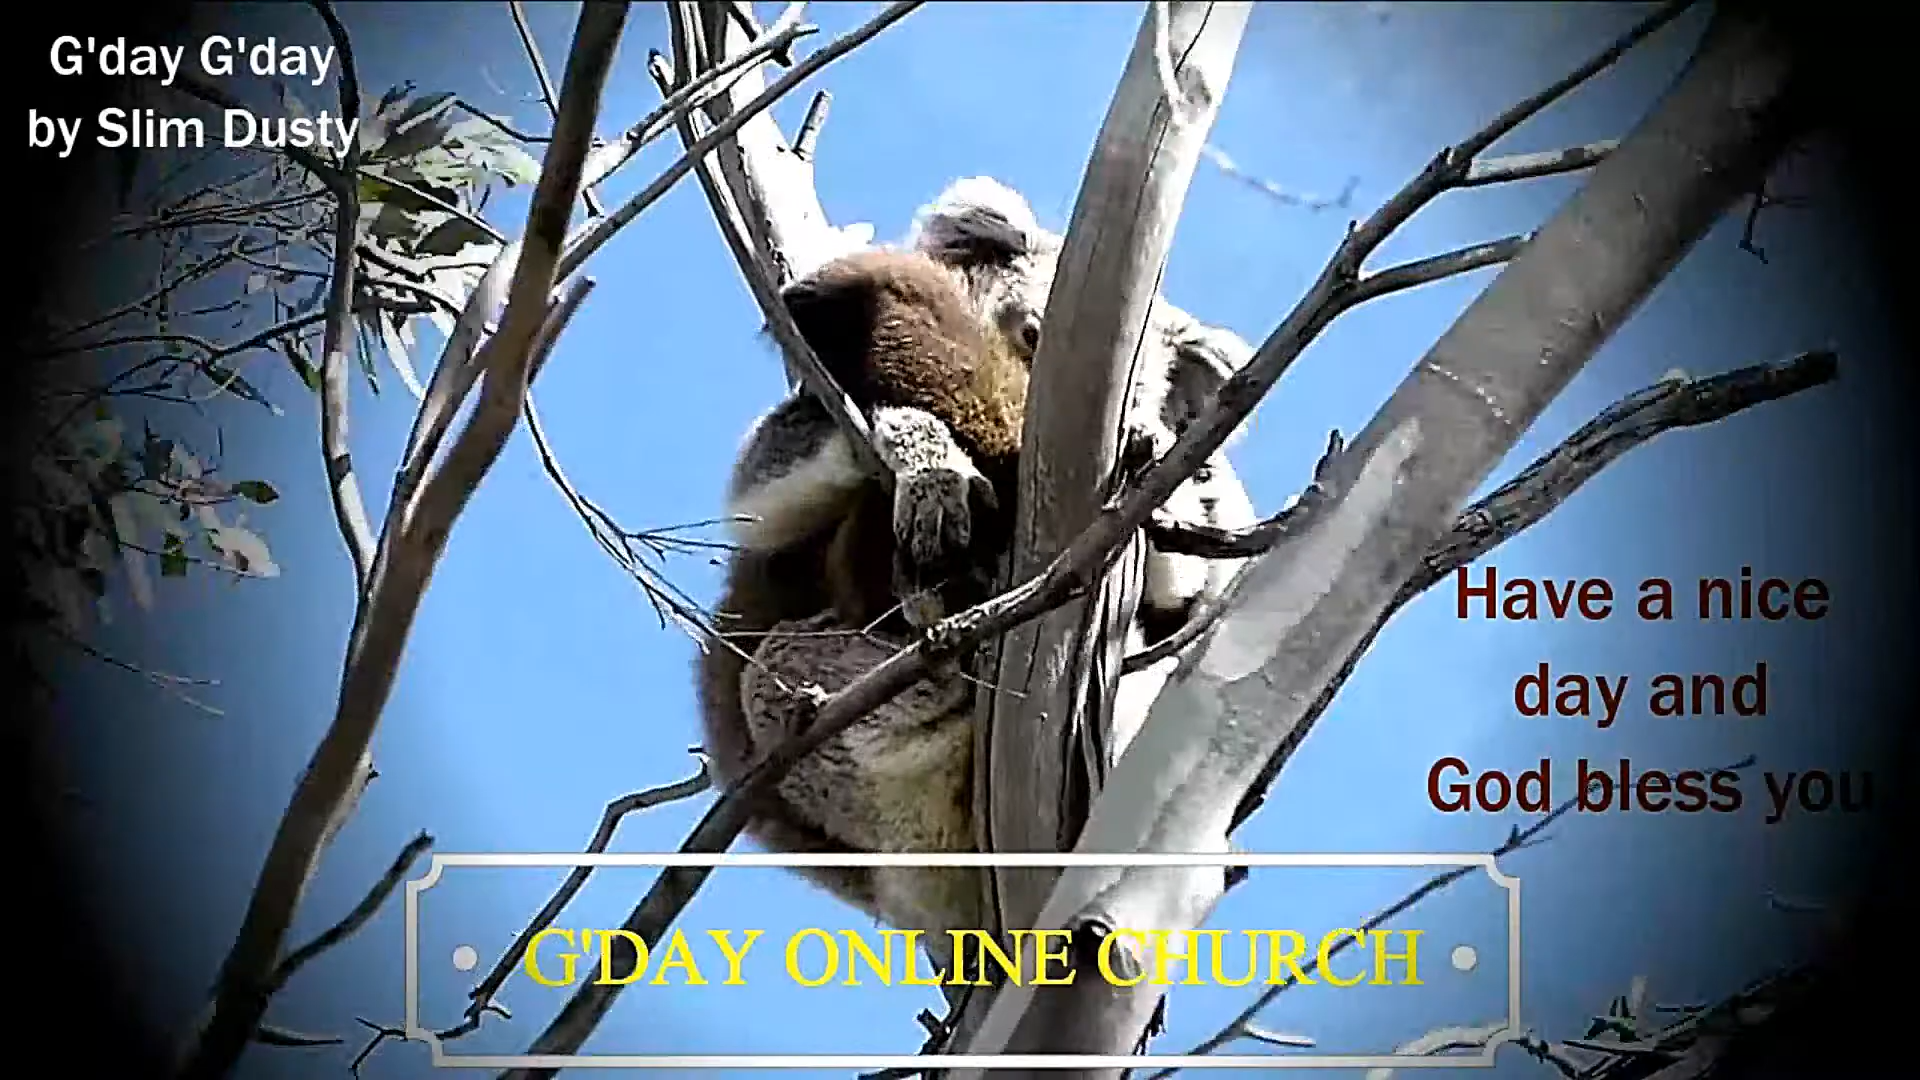 G'day G'day
by Slim Dusty
Have a nice
day and
God bless you
G'DAY ONLINE CHURCH